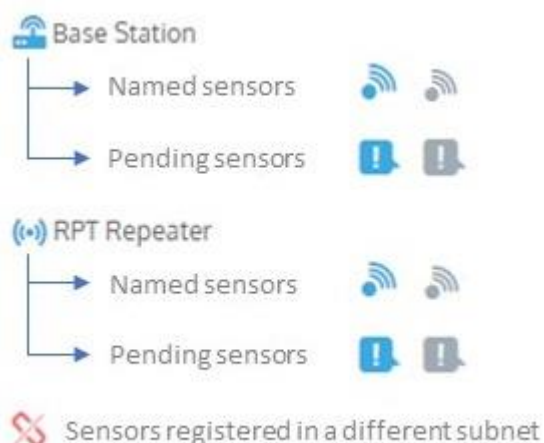 Base Station
Named sensors
Pending sensors
RPT Repeater
Named sensors
Pending sensors
Sensors registered in a different subnet